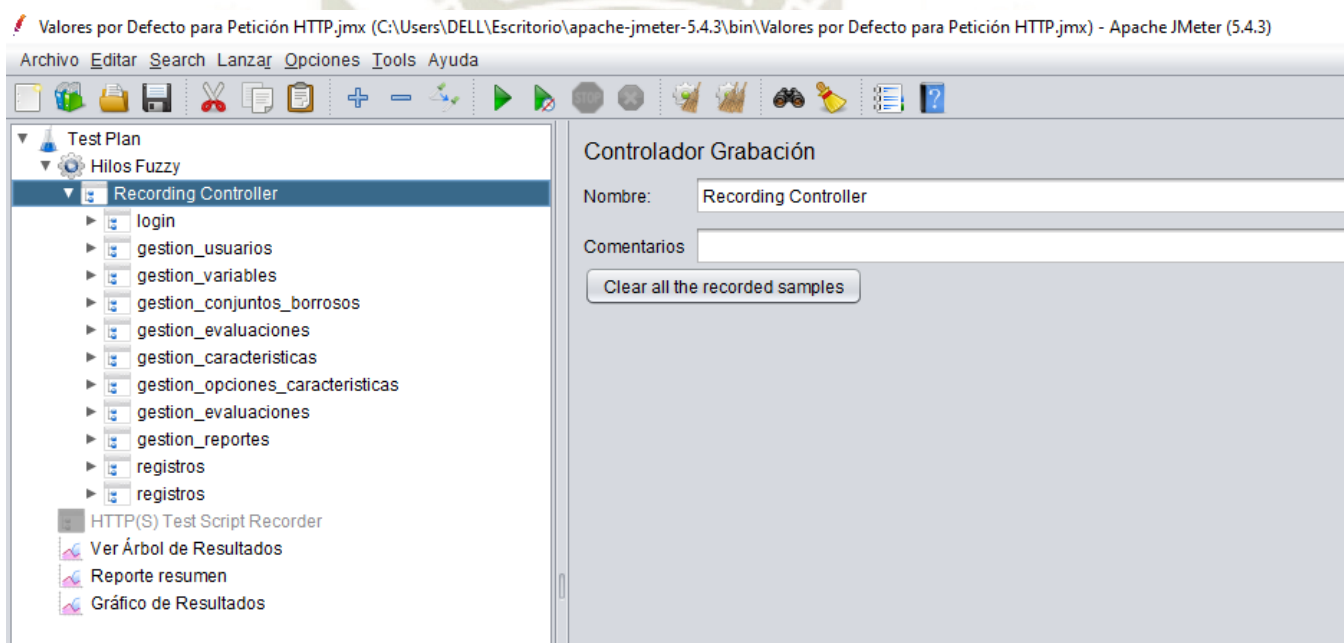 Valores por Defecto para Petición HTTP.jmx (C:\Users\DELL\Escritorio\apache-jmeter-5.4.3\bin\Valores por Defecto para Petición HTTP.jmx) - Apache JMeter (5.4.3)
Archivo Editar Search Lanzar Opciones Tools Ayuda
STOP
Test Plan
Hilos Fuzzy
Recording Controller
login
gestion_usuarios
gestion_variables
gestion_conjuntos_borrosos
gestion_evaluaciones
gestion_caracteristicas
gestion_opciones_caracteristicas
gestion_evaluaciones
gestion_reportes
registros
registros
HTTP(S) Test Script Recorder
Ver Árbol de Resultados
Reporte resumen
Gráfico de Resultados
Controlador Grabación
Nombre: Recording Controller
Comentarios
Clear all the recorded samples